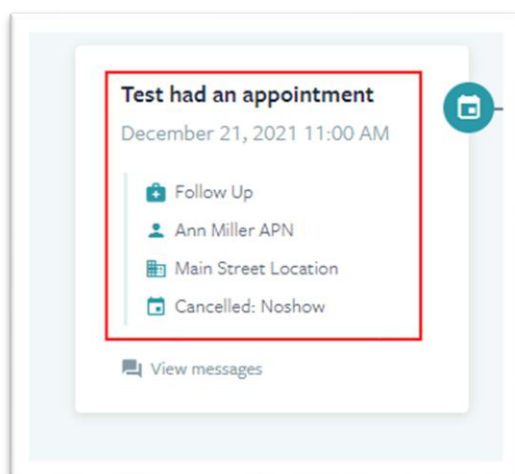 Test had an appointment
December 21, 2021 11:00 AM
Follow Up
Ann Miller APN
Main Street Location
Cancelled: Noshow
View messages